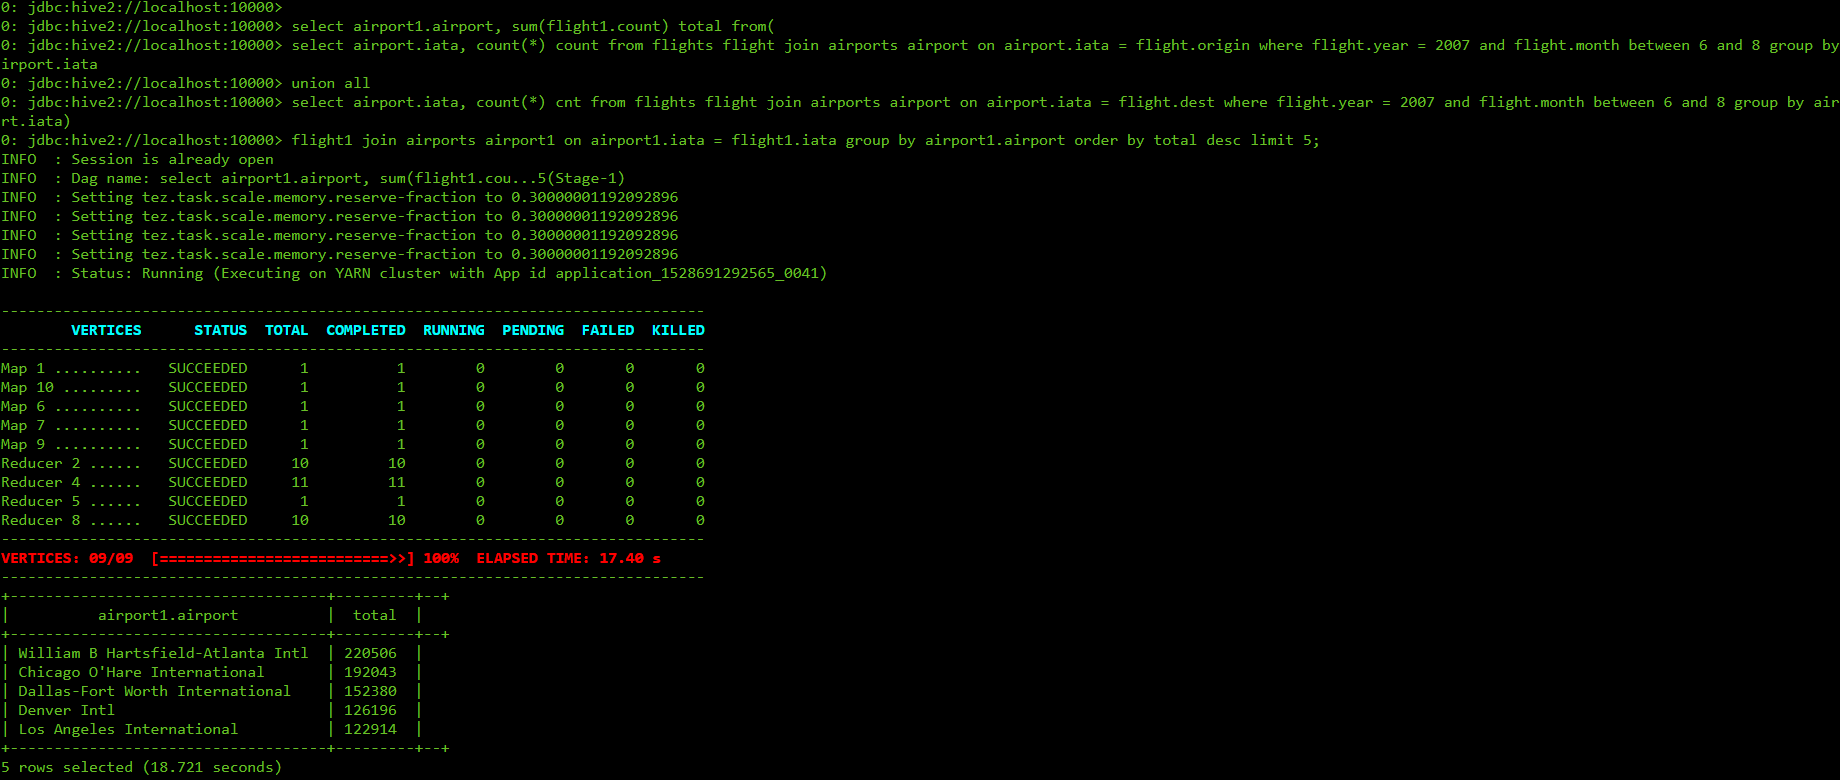 0: jdbc:hive2://localhost:10000>
0: jdbc:hive2://localhost:10000> select airport1.airport, sum(flight1.count) total from(
0: jdbc:hive2://localhost:10000> select airport.iata, count(*) count from flights flight join airports airport on airport.iata = flight.origin where flight.year = 2007 and flight.month between 6 and 8 group by
irport.iata
0: jdbc:hive2://localhost:10000> union all
0: jdbc:hive2://localhost:10000> select airport.iata, count(*) cnt from flights flight join airports airport on airport.iata = flight.dest where flight.year = 2007 and flight.month between 6 and 8 group by air
rt.iata)
0: jdbc:hive2://localhost:10000> flight1 join airports airport1 on airport1.iata = flight1.iata group by airport1.airport order by total desc limit 5;
INFO  : Session is already open
INFO  : Dag name: select airport1.airport, sum(flight1.cou...5(Stage-1)
INFO  : Setting tez.task.scale.memory.reserve-fraction to 0.30000001192092896
INFO  : Setting tez.task.scale.memory.reserve-fraction to 0.30000001192092896
INFO  : Setting tez.task.scale.memory.reserve-fraction to 0.30000001192092896
INFO  : Setting tez.task.scale.memory.reserve-fraction to 0.30000001192092896
INFO  : Status: Running (Executing on YARN cluster with App id application_1528691292565_0041)
--------------------------------------------------------------------------------
        VERTICES      STATUS  TOTAL  COMPLETED  RUNNING  PENDING  FAILED  KILLED
--------------------------------------------------------------------------------
Map 1 ..........   SUCCEEDED      1          1        0        0       0       0
Map 10 .........   SUCCEEDED      1          1        0        0       0       0
Map 6 ..........   SUCCEEDED      1          1        0        0       0       0
Map 7 ..........   SUCCEEDED      1          1        0        0       0       0
Map 9 ..........   SUCCEEDED      1          1        0        0       0       0
Reducer 2 ......   SUCCEEDED     10         10        0        0       0       0
Reducer 4 ......   SUCCEEDED     11         11        0        0       0       0
Reducer 5 ......   SUCCEEDED      1          1        0        0       0       0
Reducer 8 ......   SUCCEEDED     10         10        0        0       0       0
--------------------------------------------------------------------------------
VERTICES: 09/09  [==========================>>] 100%  ELAPSED TIME: 17.40 s
--------------------------------------------------------------------------------
+------------------------------------+---------+--+
|          airport1.airport          |  total  |
+------------------------------------+---------+--+
| William B Hartsfield-Atlanta Intl  | 220506  |
| Chicago O'Hare International       | 192043  |
| Dallas-Fort Worth International    | 152380  |
| Denver Intl                        | 126196  |
| Los Angeles International          | 122914  |
+------------------------------------+---------+--+
5 rows selected (18.721 seconds)